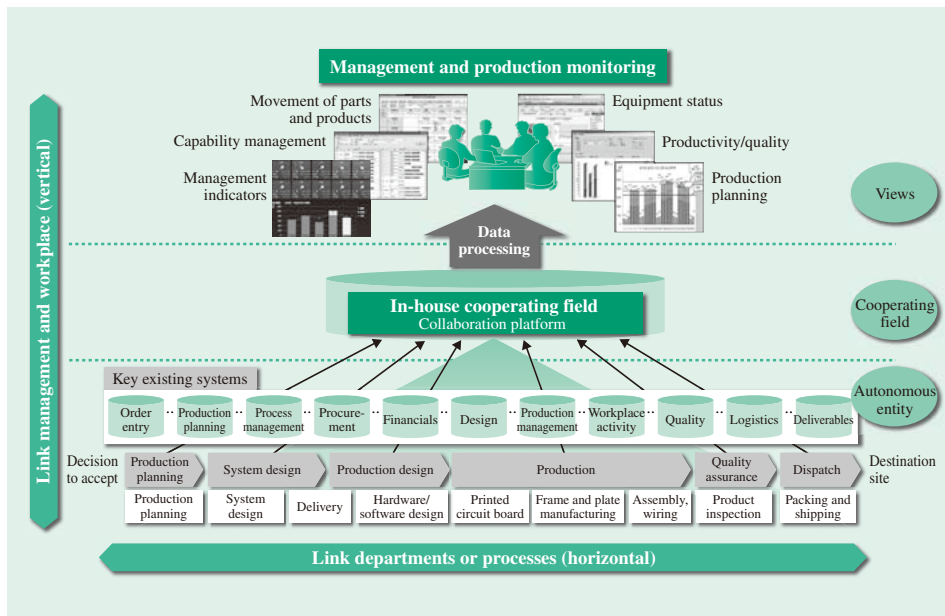 Management and production monitoring
Movement of parts
and products
Equipment status
Capability management
Productivity/quality
Management
indicators
Production
planning
Views
Data
processing
In-house cooperating field
Collaboration platform
Cooperating
field
Key existing systems
Autonomous
entity
Order
entry
Production
planning
Process
management
Procure-
ment
Financials
Design
Production
management
Workplace
activity
Quality
Logistics
Deliverables
Decision
to accept
Production
planning
System design
Production design
Production
Quality
assurance
Dispatch
Destination
site
Production
planning
System
design
Delivery
Hardware/
software design
Printed
circuit board
Frame and plate
manufacturing
Assembly,
wiring
Product
inspection
Packing and
shipping
Link departments or processes (horizontal)
Link management and workplace (vertical)